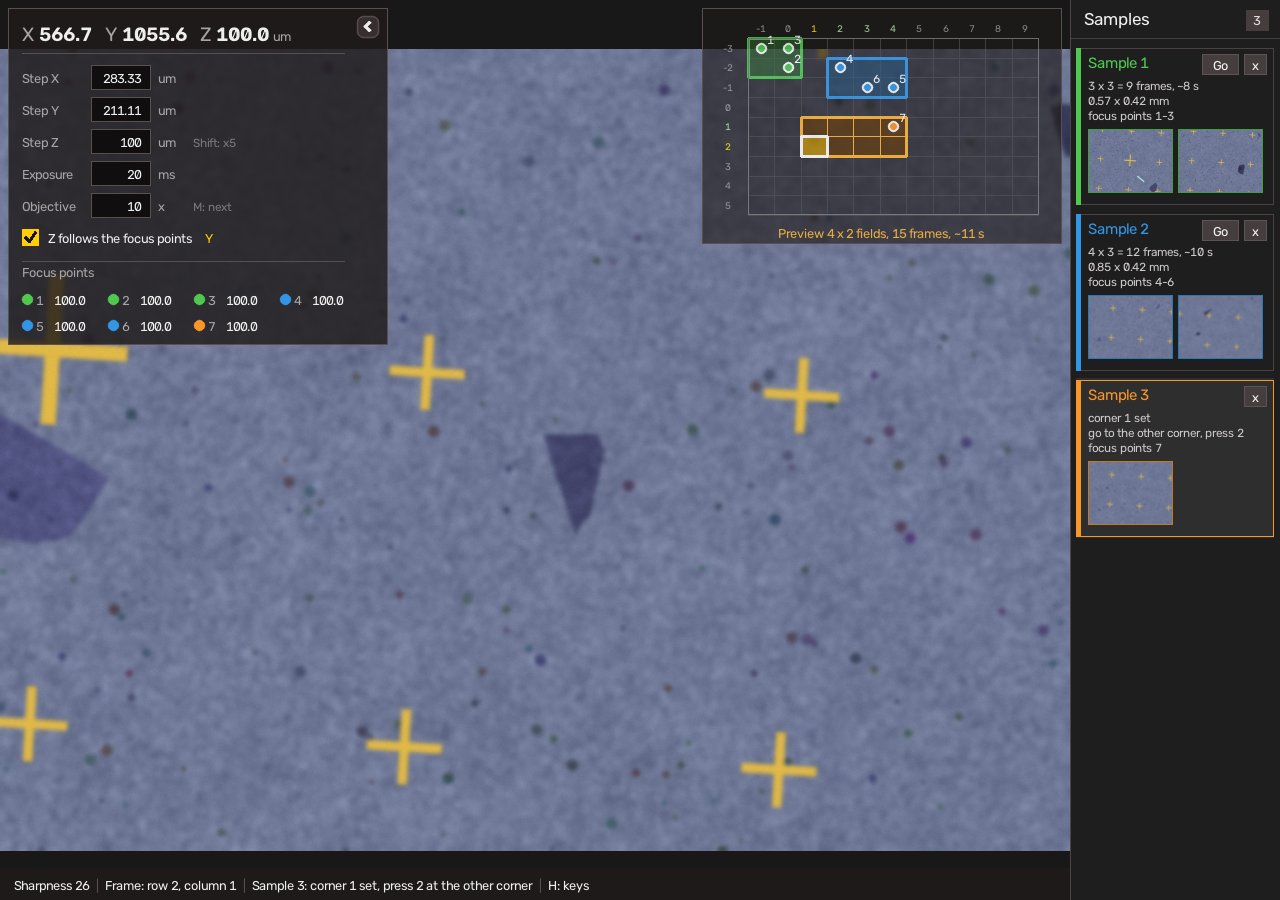 X 566.7 Y 1055.6 Z 100.0 um
Step X 283.33 um
Step Y 211.11 um
Step Z 100 um Shift: x5
Exposure 20 ms
Objective 10 x M: next
Z follows the focus points Y
Focus points
1 100.0 2 100.0 3 100.0 4 100.0
5 100.0 6 100.0 7 100.0
-1 0 1 2 3 4 5 6 7 8 9
-3 1 3
-2 2 4
-1 6 5
0
1 7
2
3
4
5
Preview 4 x 2 fields, 15 frames, ~11 s
Samples 3
Sample 1 Go x
3 x 3 = 9 frames, ~8 s
0.57 x 0.42 mm
focus points 1-3
Sample 2 Go x
4 x 3 = 12 frames, ~10 s
0.85 x 0.42 mm
focus points 4-6
Sample 3 x
corner 1 set
go to the other corner, press 2
focus points 7
Sharpness 26 Frame: row 2, column 1 Sample 3: corner 1 set, press 2 at the other corner H: keys